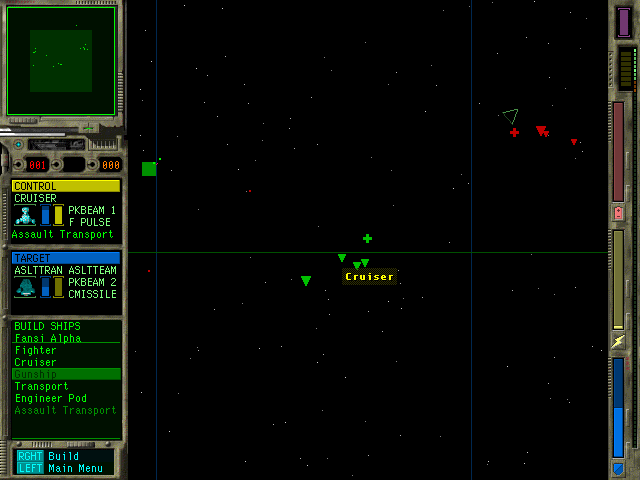 001
000
CONTROL
CRUISER
PKBEAM 1
F PULSE
Assault Transport
TARGET
ASLTTRAN ASLTTEAM
PKBEAM 2
CMISSILE
BUILD SHIPS
Fansi Alpha
Fighter
Cruiser
Gunship
Transport
Engineer Pod
Assault Transport
RGHT Build
LEFT Main Menu
Cruiser